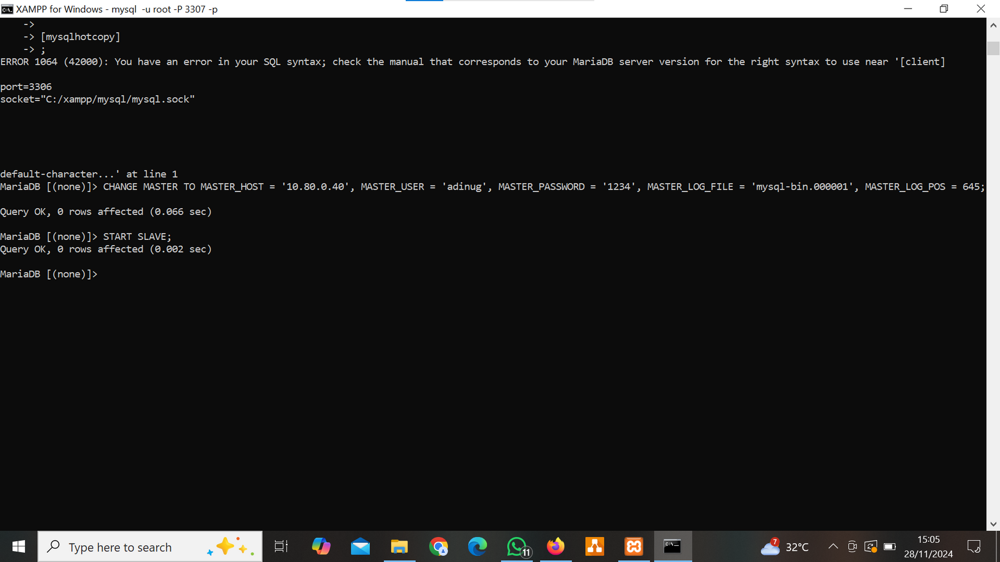 XAMPP for Windows - mysql  -u root -P 3307 -p
    ->
    -> [mysqlhotcopy]
    -> ;
ERROR 1064 (42000): You have an error in your SQL syntax; check the manual that corresponds to your MariaDB server version for the right syntax to use near '[client]
port=3306
socket="C:/xampp/mysql/mysql.sock"
default-character...' at line 1
MariaDB [(none)]> CHANGE MASTER TO MASTER_HOST = '10.80.0.40', MASTER_USER = 'adinug', MASTER_PASSWORD = '1234', MASTER_LOG_FILE = 'mysql-bin.000001', MASTER_LOG_POS = 645;
Query OK, 0 rows affected (0.066 sec)
MariaDB [(none)]> START SLAVE;
Query OK, 0 rows affected (0.002 sec)
MariaDB [(none)]>
Type here to search
11
7
32°C
15:05
28/11/2024